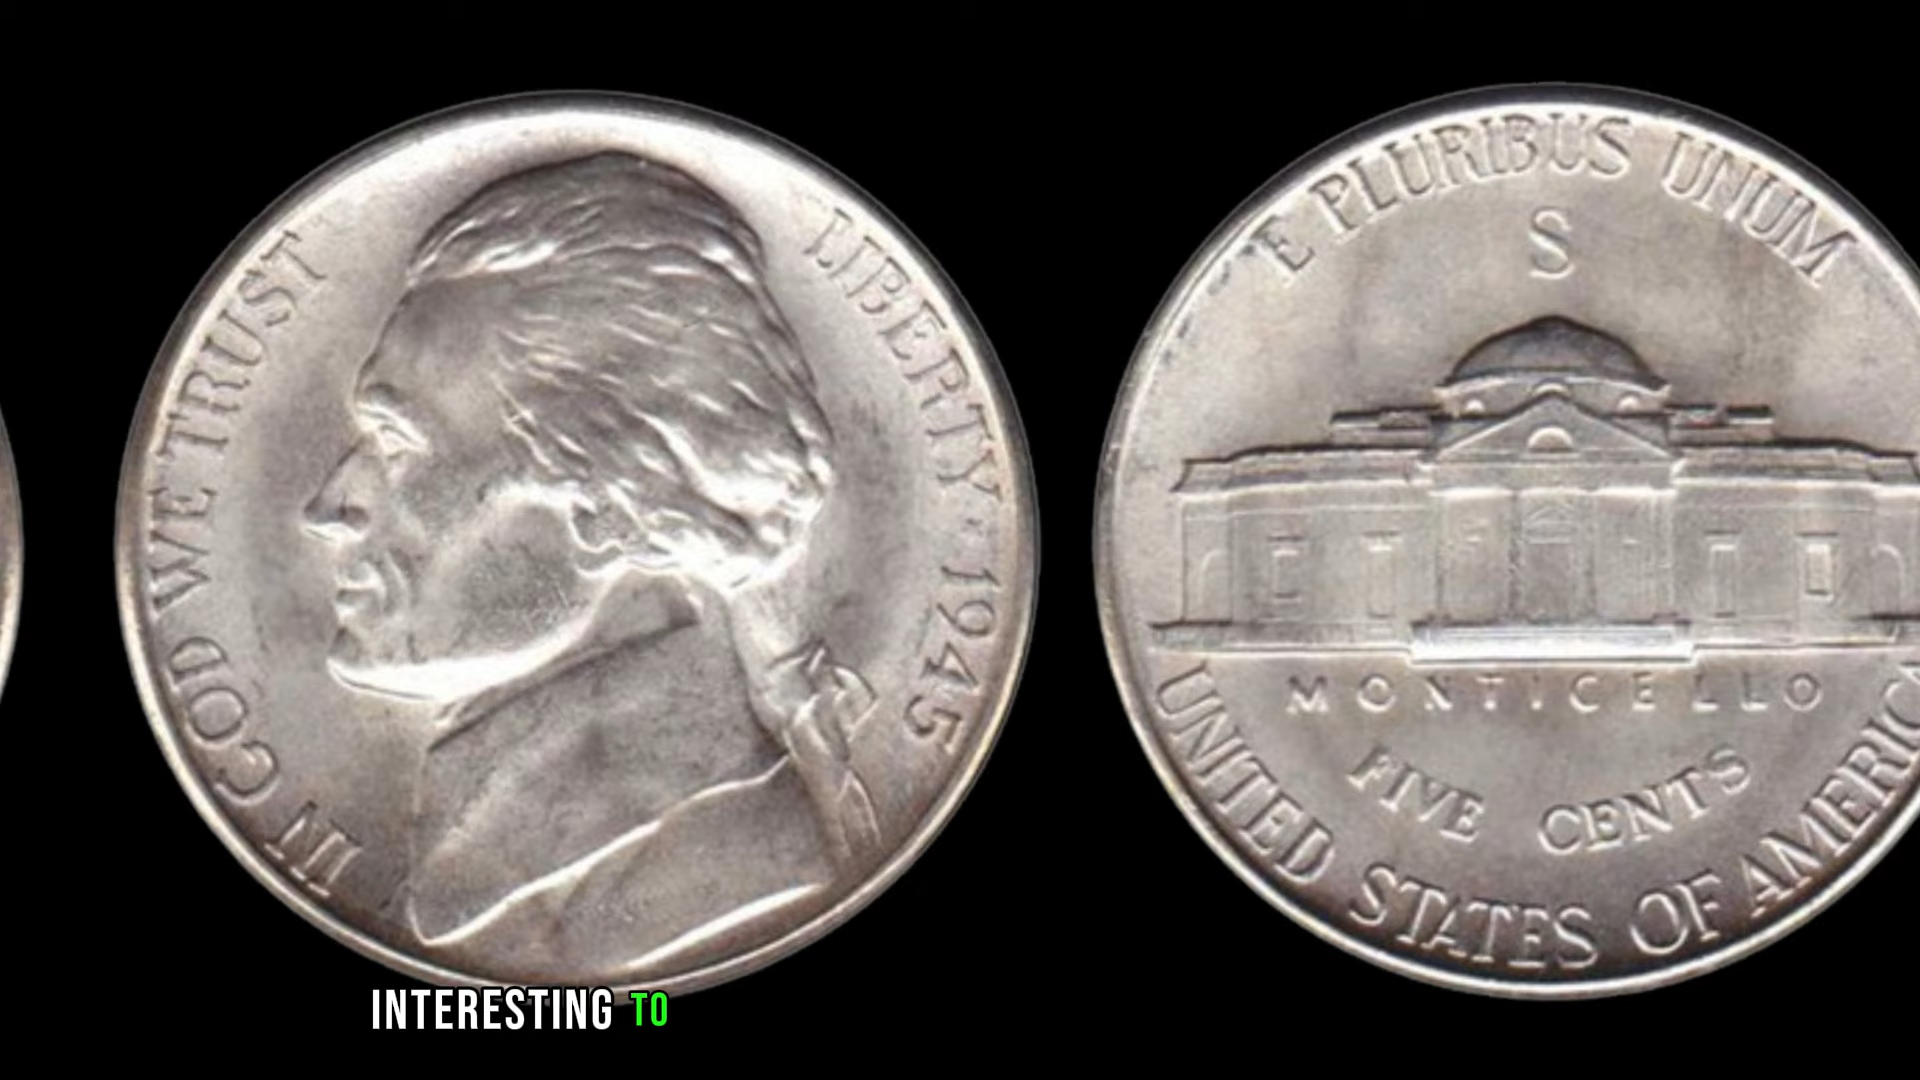 IN GOD WE TRUST
LIBERTY · 1945
E PLURIBUS UNUM
S
MONTICELLO
FIVE CENTS
UNITED STATES OF AMERICA
INTERESTING TO